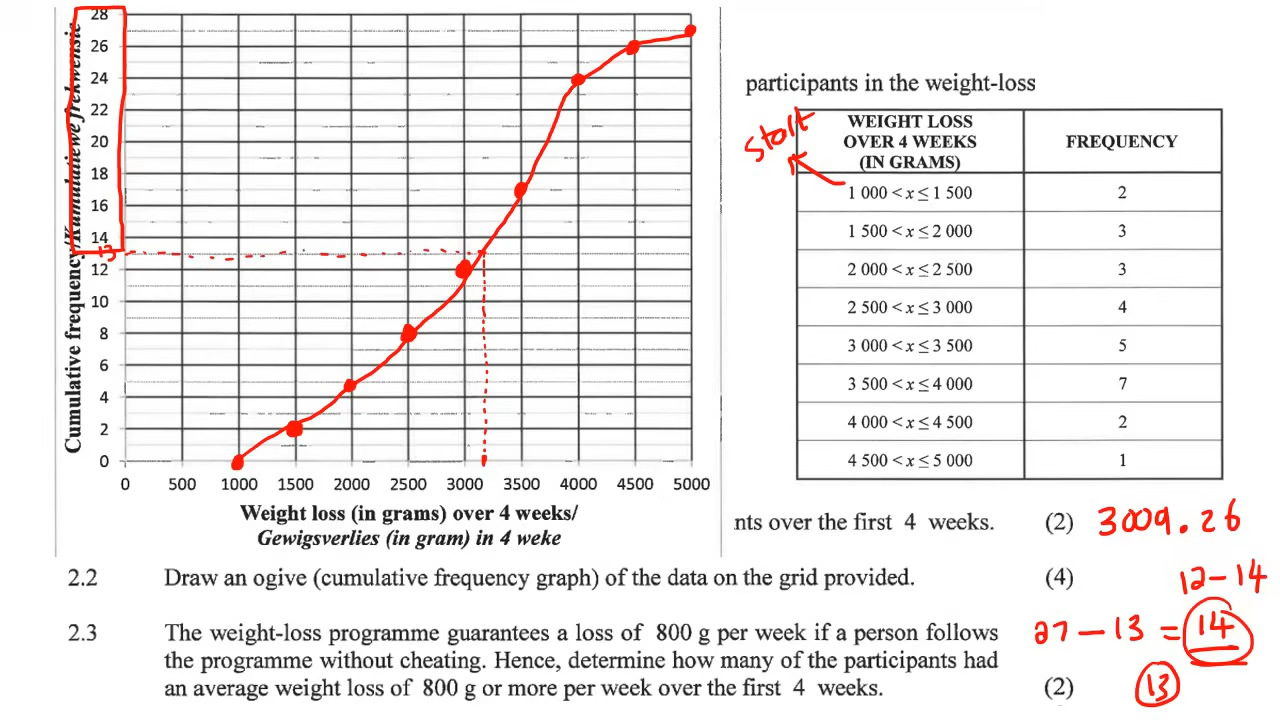 28
26
24
22
20
18
16
14
13
12
10
8
6
4
2
0
0 500 1000 1500 2000 2500 3000 3500 4000 4500 5000
Cumulative frequency/Kumulatiewe frekwensie
Weight loss (in grams) over 4 weeks/
Gewigsverlies (in gram) in 4 weke
participants in the weight-loss
start
WEIGHT LOSS OVER 4 WEEKS (IN GRAMS) FREQUENCY
1 000 < x ≤ 1 500 2
1 500 < x ≤ 2 000 3
2 000 < x ≤ 2 500 3
2 500 < x ≤ 3 000 4
3 000 < x ≤ 3 500 5
3 500 < x ≤ 4 000 7
4 000 < x ≤ 4 500 2
4 500 < x ≤ 5 000 1
nts over the first 4 weeks. (2) 3009.26
2.2 Draw an ogive (cumulative frequency graph) of the data on the grid provided. (4)
12-14
2.3 The weight-loss programme guarantees a loss of 800 g per week if a person follows
27 - 13 = 14
the programme without cheating. Hence, determine how many of the participants had
an average weight loss of 800 g or more per week over the first 4 weeks. (2) 13